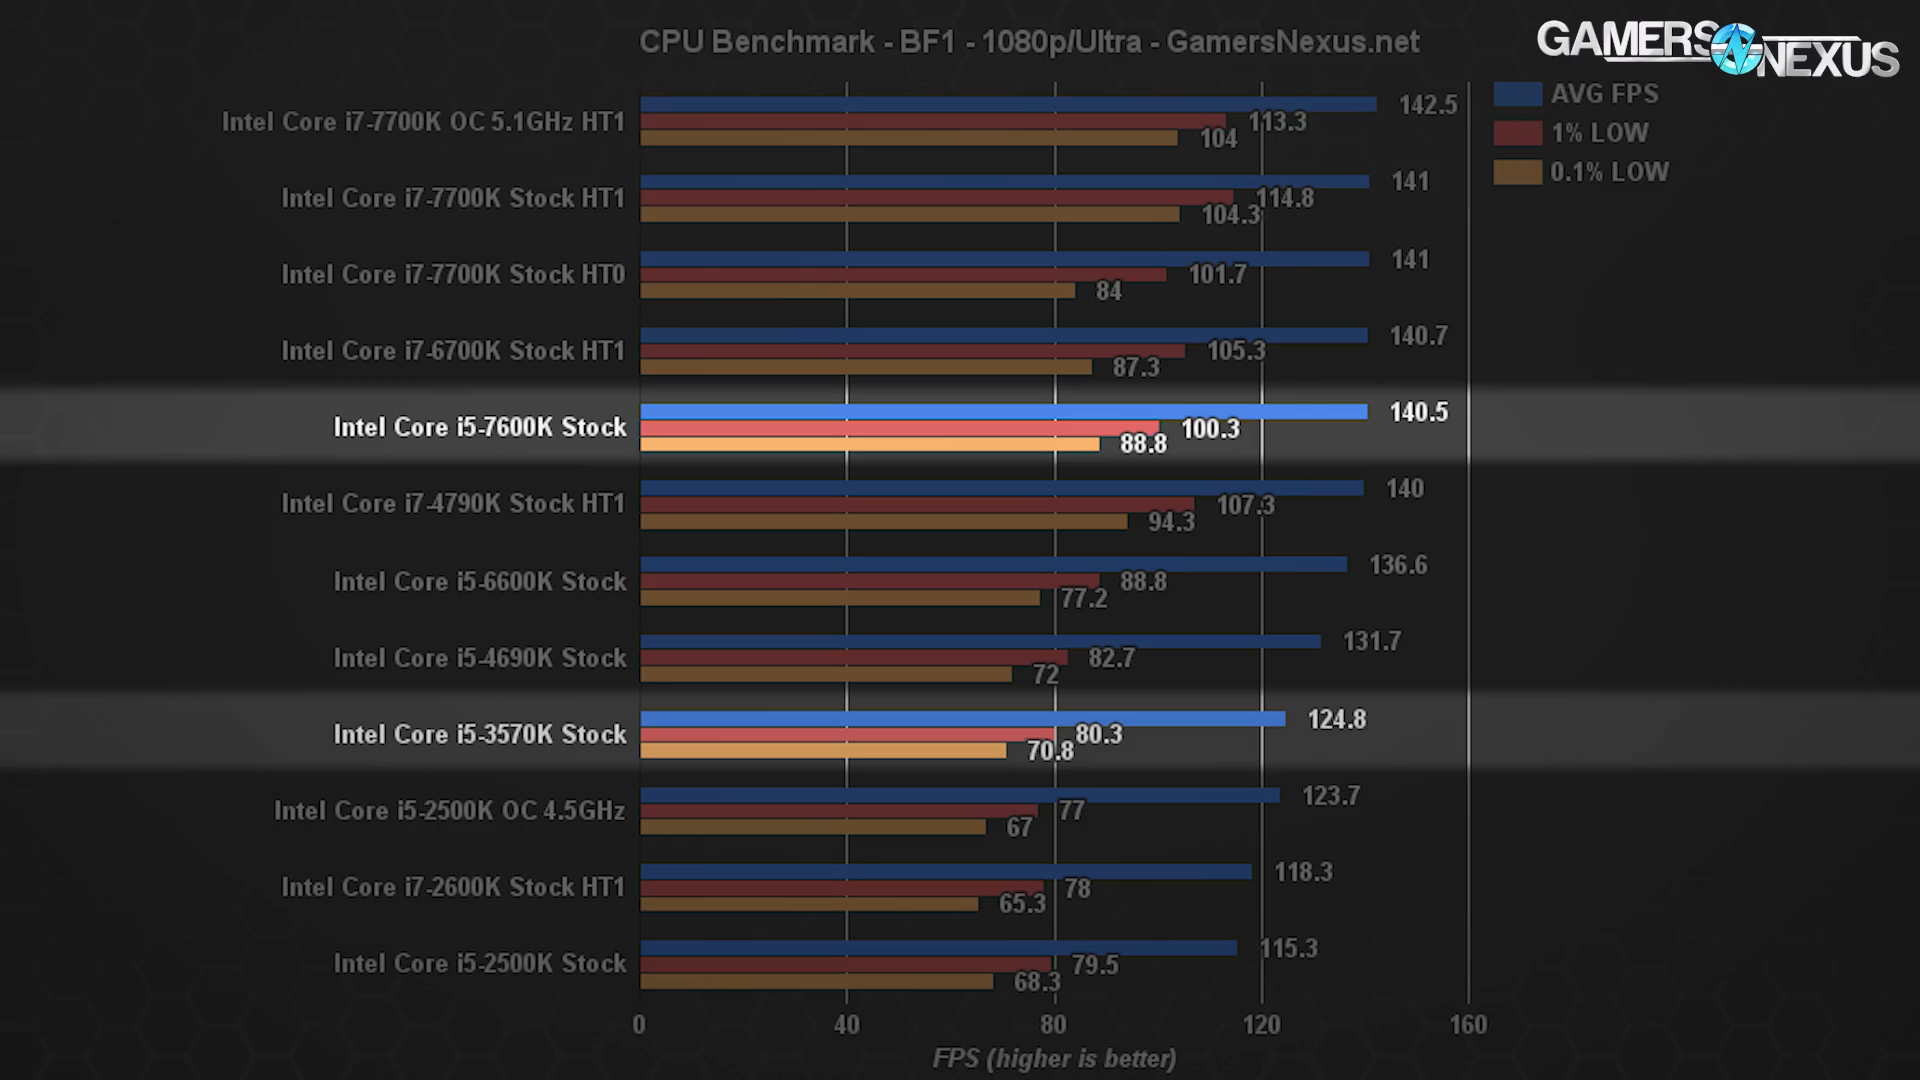 CPU Benchmark - BF1 - 1080p/Ultra - GamersNexus.net
GAMERS NEXUS
AVG FPS
1% LOW
0.1% LOW
Intel Core i7-7700K OC 5.1GHz HT1
142.5
113.3
104
Intel Core i7-7700K Stock HT1
141
114.8
104.3
Intel Core i7-7700K Stock HT0
141
101.7
84
Intel Core i7-6700K Stock HT1
140.7
105.3
87.3
Intel Core i5-7600K Stock
140.5
100.3
88.8
Intel Core i7-4790K Stock HT1
140
107.3
94.3
Intel Core i5-6600K Stock
136.6
88.8
77.2
Intel Core i5-4690K Stock
131.7
82.7
72
Intel Core i5-3570K Stock
124.8
80.3
70.8
Intel Core i5-2500K OC 4.5GHz
123.7
77
67
Intel Core i7-2600K Stock HT1
118.3
78
65.3
Intel Core i5-2500K Stock
115.3
79.5
68.3
0 40 80 120 160
FPS (higher is better)